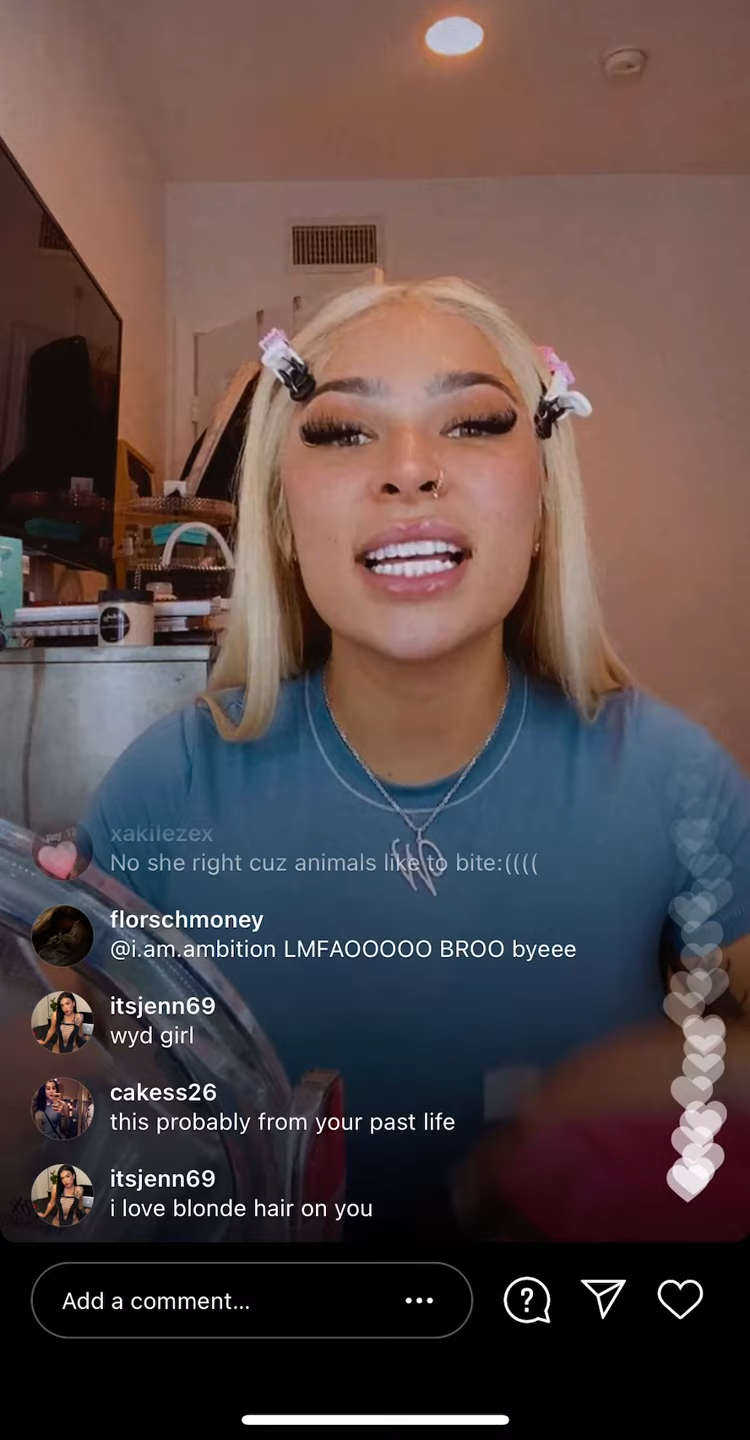 xakilezex
No she right cuz animals like to bite:((((
florschmoney
@i.am.ambition LMFAOOOOO BROO byeee
itsjenn69
wyd girl
cakess26
this probably from your past life
itsjenn69
i love blonde hair on you
Add a comment...
?